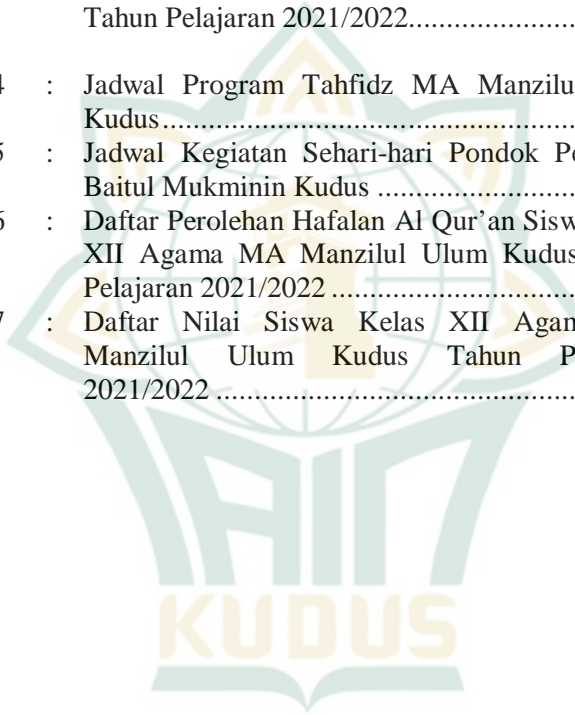 Tahun Pelajaran 2021/2022......................
4 : Jadwal Program Tahfidz MA Manzilu
Kudus......................................................
5 : Jadwal Kegiatan Sehari-hari Pondok Pe
Baitul Mukminin Kudus ..........................
6 : Daftar Perolehan Hafalan Al Qur’an Sisw
XII Agama MA Manzilul Ulum Kudus
Pelajaran 2021/2022 ................................
7 : Daftar Nilai Siswa Kelas XII Agam
Manzilul Ulum Kudus Tahun P
2021/2022 ...............................................
IAIN
KUDUS